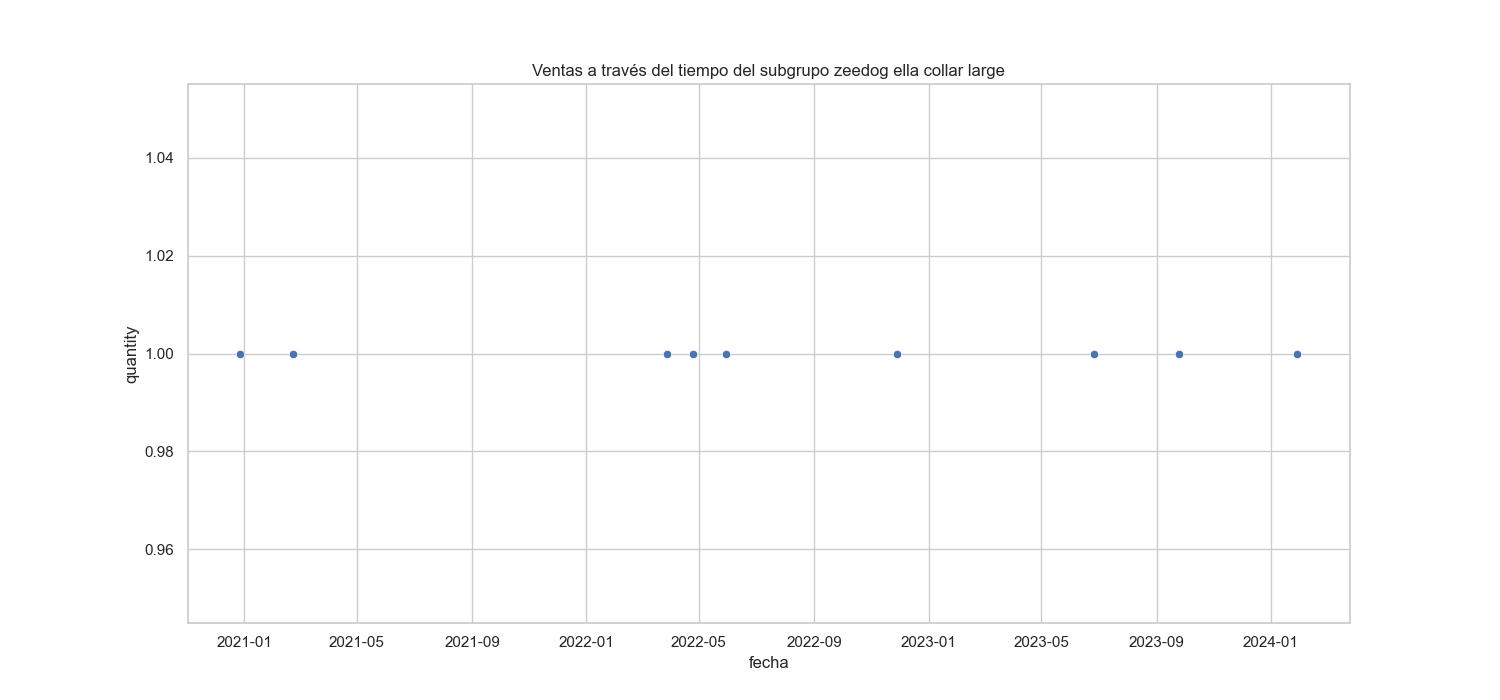 Ventas a través del tiempo del subgrupo zeedog ella collar large
1.04
1.02
1.00
0.98
0.96
quantity
2021-01 2021-05 2021-09 2022-01 2022-05 2022-09 2023-01 2023-05 2023-09 2024-01
fecha